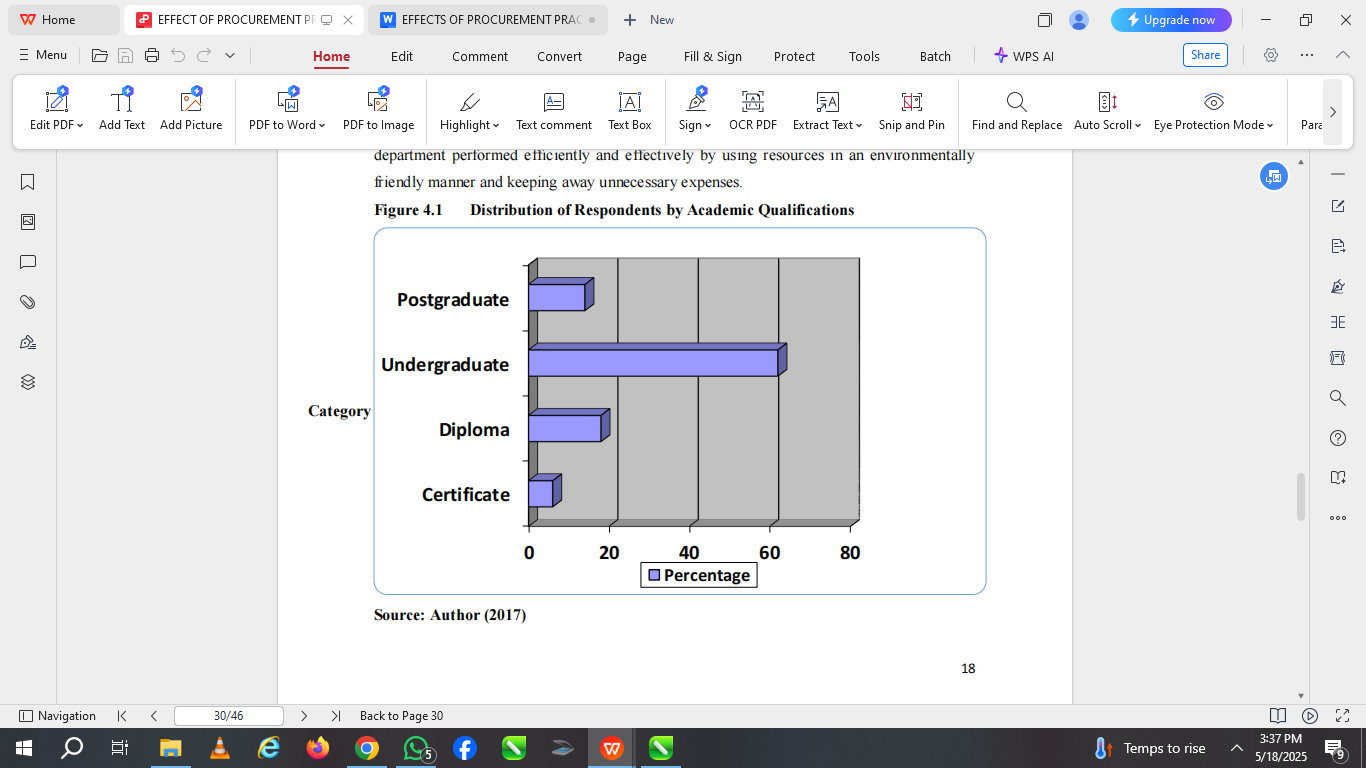 Home
EFFECT OF PROCUREMENT PR
EFFECTS OF PROCUREMENT PRAC
New
Upgrade now
Menu
Home
Edit
Comment
Convert
Page
Fill & Sign
Protect
Tools
Batch
WPS AI
Share
Edit PDF
Add Text
Add Picture
PDF to Word
PDF to Image
Highlight
Text comment
Text Box
Sign
OCR PDF
Extract Text
Snip and Pin
Find and Replace
Auto Scroll
Eye Protection Mode
Para
department performed efficiently and effectively by using resources in an environmentally
friendly manner and keeping away unnecessary expenses.
Figure 4.1 Distribution of Respondents by Academic Qualifications
Postgraduate
Undergraduate
Category
Diploma
Certificate
0 20 40 60 80
Percentage
Source: Author (2017)
18
Navigation
30/46
Back to Page 30
5
Temps to rise
3:37 PM
5/18/2025
9